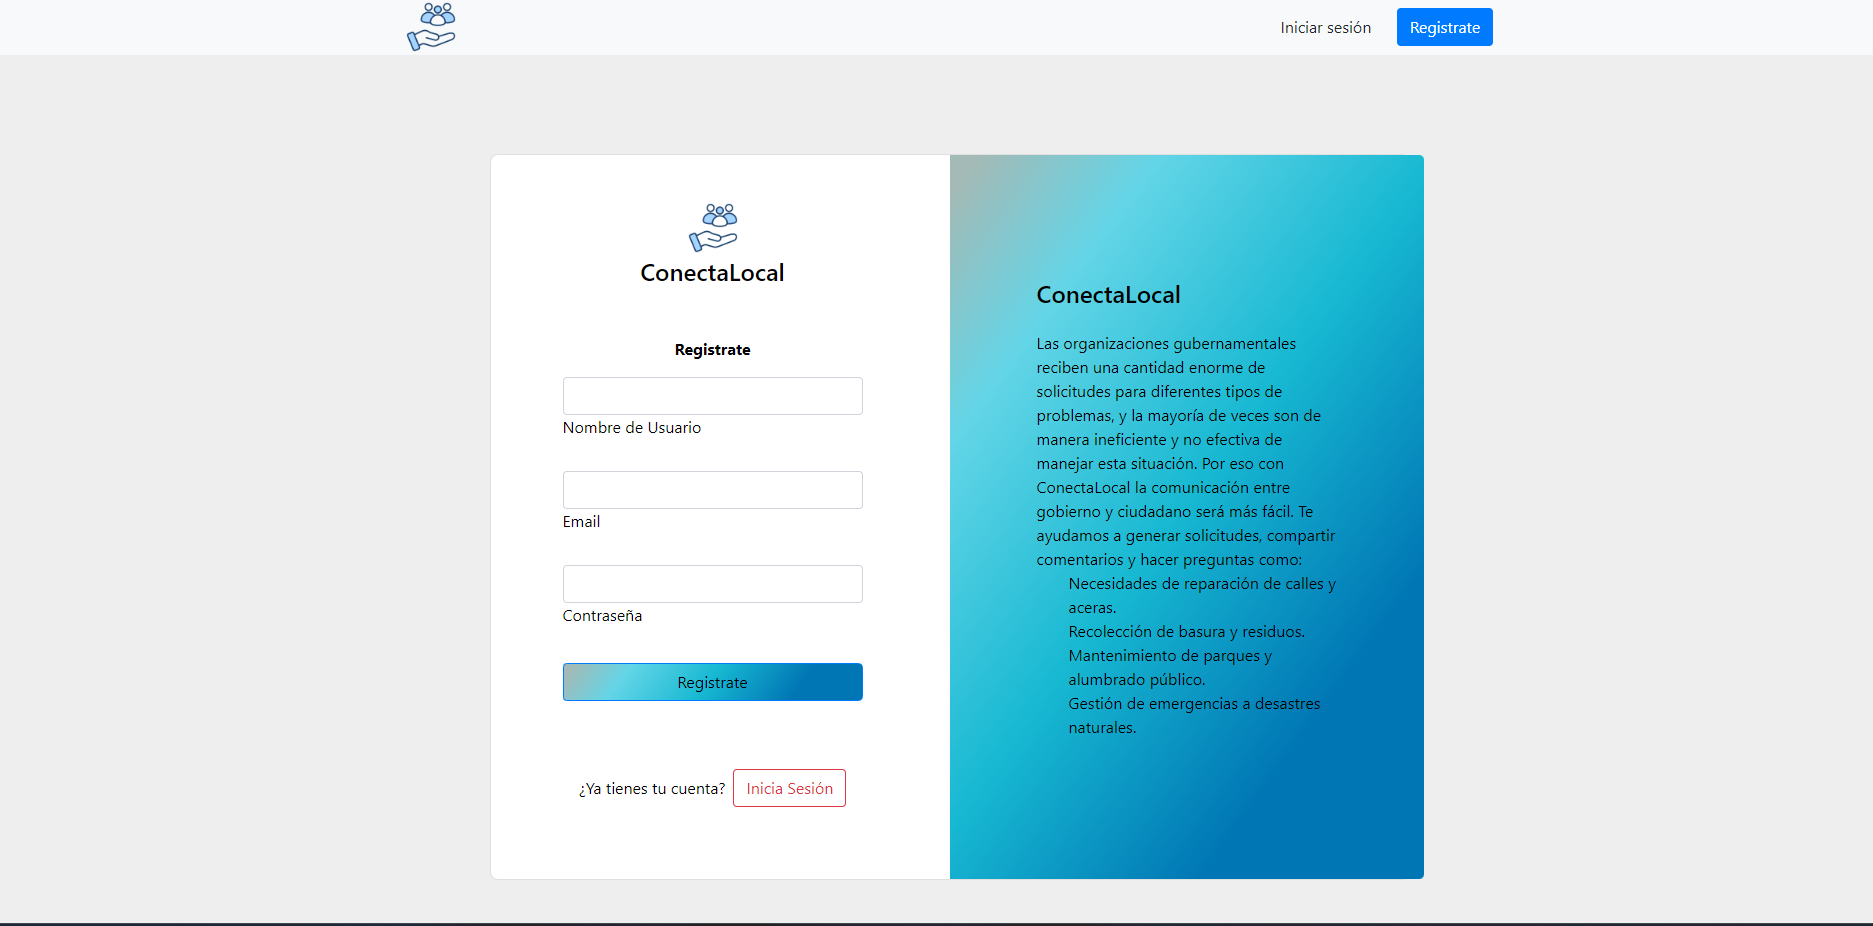 Iniciar sesión
Registrate
ConectaLocal
Registrate
Nombre de Usuario
Email
Contraseña
Registrate
¿Ya tienes tu cuenta?
Inicia Sesión
ConectaLocal
Las organizaciones gubernamentales
reciben una cantidad enorme de
solicitudes para diferentes tipos de
problemas, y la mayoría de veces son de
manera ineficiente y no efectiva de
manejar esta situación. Por eso con
ConectaLocal la comunicación entre
gobierno y ciudadano será más fácil. Te
ayudamos a generar solicitudes, compartir
comentarios y hacer preguntas como:
Necesidades de reparación de calles y
aceras.
Recolección de basura y residuos.
Mantenimiento de parques y
alumbrado público.
Gestión de emergencias a desastres
naturales.